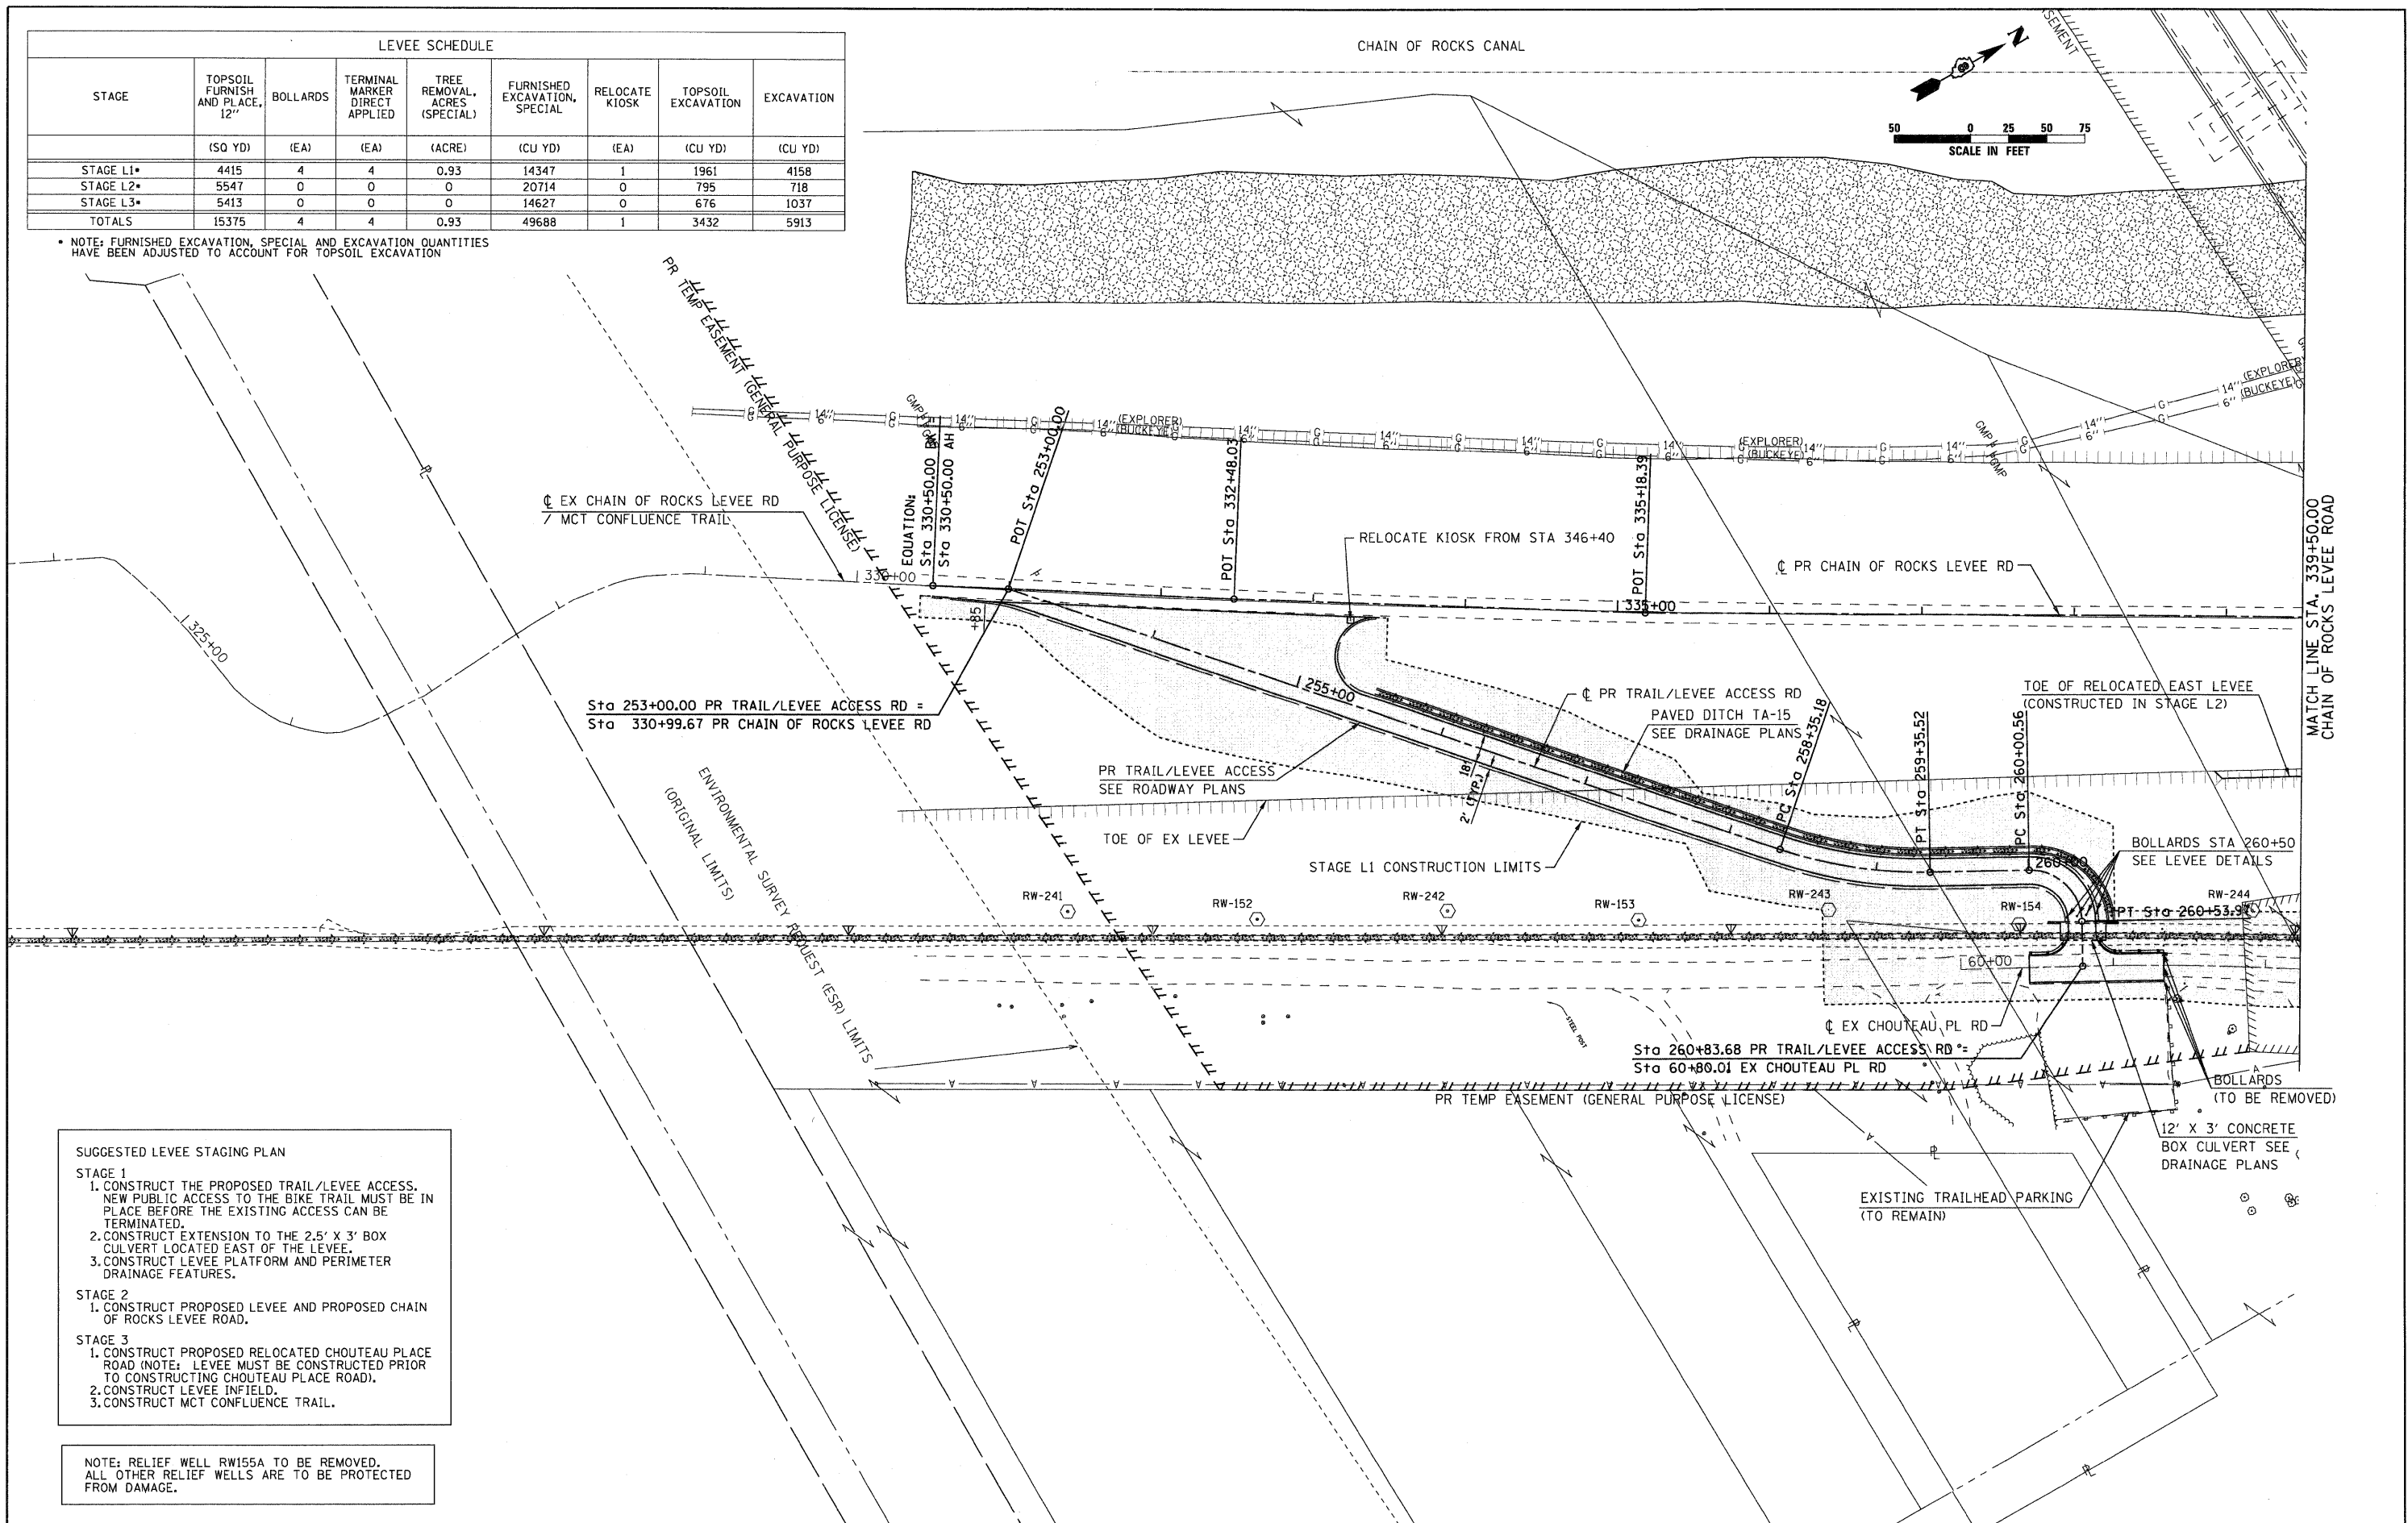 LEVEE SCHEDULE
STAGE TOPSOIL FURNISH AND PLACE, 12" BOLLARDS TERMINAL MARKER DIRECT APPLIED TREE REMOVAL, ACRES (SPECIAL) FURNISHED EXCAVATION, SPECIAL RELOCATE KIOSK TOPSOIL EXCAVATION EXCAVATION
(SQ YD) (EA) (EA) (ACRE) (CU YD) (EA) (CU YD) (CU YD)
STAGE L1* 4415 4 4 0.93 14347 1 1961 4158
STAGE L2* 5547 0 0 0 20714 0 795 718
STAGE L3* 5413 0 0 0 14627 0 676 1037
TOTALS 15375 4 4 0.93 49688 1 3432 5913
* NOTE: FURNISHED EXCAVATION, SPECIAL AND EXCAVATION QUANTITIES
HAVE BEEN ADJUSTED TO ACCOUNT FOR TOPSOIL EXCAVATION
CHAIN OF ROCKS CANAL
N
50 0 25 50 75
SCALE IN FEET
PR TEMP EASEMENT (GENERAL PURPOSE LICENSE)
14" (EXPLORER)
6" (BUCKEYE)
14" (EXPLORER)
6" (BUCKEYE)
14" (EXPLORER)
6" (BUCKEYE)
℄ EX CHAIN OF ROCKS LEVEE RD
/ MCT CONFLUENCE TRAIL
EQUATION:
Sta 330+50.00 BK
Sta 330+50.00 AH
POT Sta 253+00.00
POT Sta 332+48.03
POT Sta 335+18.39
RELOCATE KIOSK FROM STA 346+40
℄ PR CHAIN OF ROCKS LEVEE RD
MATCH LINE STA. 339+50.00
CHAIN OF ROCKS LEVEE ROAD
325+00
330+00
335+00
+85
255+00
Sta 253+00.00 PR TRAIL/LEVEE ACCESS RD =
Sta 330+99.67 PR CHAIN OF ROCKS LEVEE RD
℄ PR TRAIL/LEVEE ACCESS RD
PAVED DITCH TA-15
SEE DRAINAGE PLANS
TOE OF RELOCATED EAST LEVEE
(CONSTRUCTED IN STAGE L2)
PC Sta 258+35.18
PT Sta 259+35.52
PC Sta 260+00.56
PR TRAIL/LEVEE ACCESS
SEE ROADWAY PLANS
18'
2' (TYP.)
TOE OF EX LEVEE
STAGE L1 CONSTRUCTION LIMITS
260+00
BOLLARDS STA 260+50
SEE LEVEE DETAILS
ENVIRONMENTAL SURVEY REQUEST (ESR) LIMITS
(ORIGINAL LIMITS)
RW-241
RW-152
RW-242
RW-153
RW-243
RW-154
RW-244
60+00
STEEL POST
℄ EX CHOUTEAU PL RD
Sta 260+83.68 PR TRAIL/LEVEE ACCESS RD =
Sta 60+80.01 EX CHOUTEAU PL RD
PR TEMP EASEMENT (GENERAL PURPOSE LICENSE)
BOLLARDS
(TO BE REMOVED)
12' X 3' CONCRETE
BOX CULVERT SEE
DRAINAGE PLANS
EXISTING TRAILHEAD PARKING
(TO REMAIN)
SUGGESTED LEVEE STAGING PLAN
STAGE 1
1. CONSTRUCT THE PROPOSED TRAIL/LEVEE ACCESS.
NEW PUBLIC ACCESS TO THE BIKE TRAIL MUST BE IN
PLACE BEFORE THE EXISTING ACCESS CAN BE
TERMINATED.
2. CONSTRUCT EXTENSION TO THE 2.5' X 3' BOX
CULVERT LOCATED EAST OF THE LEVEE.
3. CONSTRUCT LEVEE PLATFORM AND PERIMETER
DRAINAGE FEATURES.
STAGE 2
1. CONSTRUCT PROPOSED LEVEE AND PROPOSED CHAIN
OF ROCKS LEVEE ROAD.
STAGE 3
1. CONSTRUCT PROPOSED RELOCATED CHOUTEAU PLACE
ROAD (NOTE: LEVEE MUST BE CONSTRUCTED PRIOR
TO CONSTRUCTING CHOUTEAU PLACE ROAD).
2. CONSTRUCT LEVEE INFIELD.
3. CONSTRUCT MCT CONFLUENCE TRAIL.
NOTE: RELIEF WELL RW155A TO BE REMOVED.
ALL OTHER RELIEF WELLS ARE TO BE PROTECTED
FROM DAMAGE.